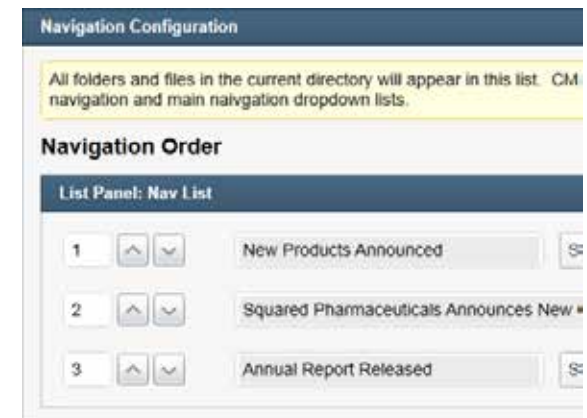 Navigation Configuration
All folders and files in the current directory will appear in this list. CM
navigation and main naivgation dropdown lists.
Navigation Order
List Panel: Nav List
1 New Products Announced
2 Squared Pharmaceuticals Announces New
3 Annual Report Released